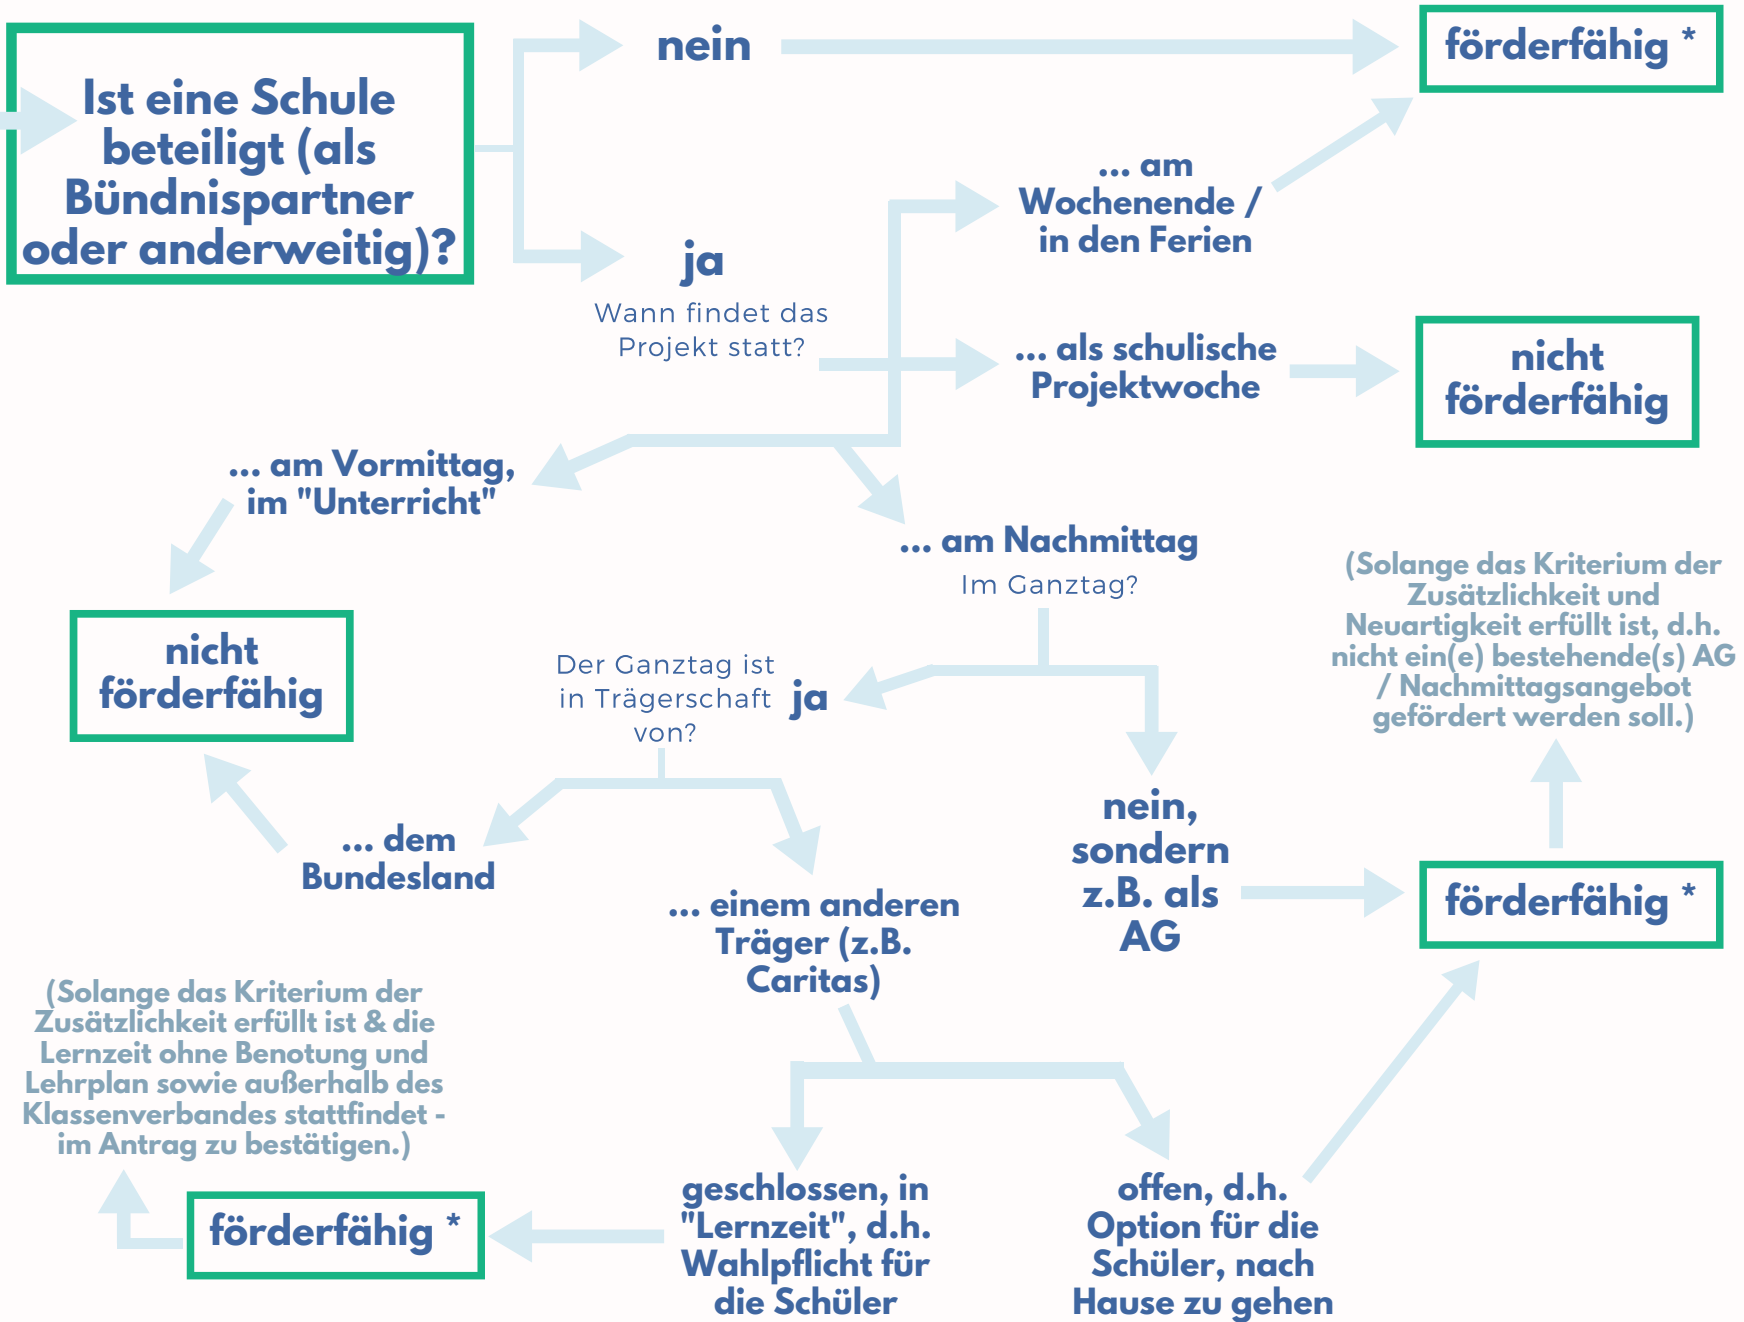 Ist eine Schule
beteiligt (als
Bündnispartner
oder anderweitig)?
nein
förderfähig *
ja
Wann findet das
Projekt statt?
... am
Wochenende /
in den Ferien
... als schulische
Projektwoche
nicht
förderfähig
... am Vormittag,
im "Unterricht"
nicht
förderfähig
... am Nachmittag
Im Ganztag?
(Solange das Kriterium der
Zusätzlichkeit und
Neuartigkeit erfüllt ist, d.h.
nicht ein(e) bestehende(s) AG
/ Nachmittagsangebot
gefördert werden soll.)
ja
Der Ganztag ist
in Trägerschaft
von?
nein,
sondern
z.B. als
AG
förderfähig *
... dem
Bundesland
... einem anderen
Träger (z.B.
Caritas)
(Solange das Kriterium der
Zusätzlichkeit erfüllt ist & die
Lernzeit ohne Benotung und
Lehrplan sowie außerhalb des
Klassenverbandes stattfindet -
im Antrag zu bestätigen.)
förderfähig *
geschlossen, in
"Lernzeit", d.h.
Wahlpflicht für
die Schüler
offen, d.h.
Option für die
Schüler, nach
Hause zu gehen